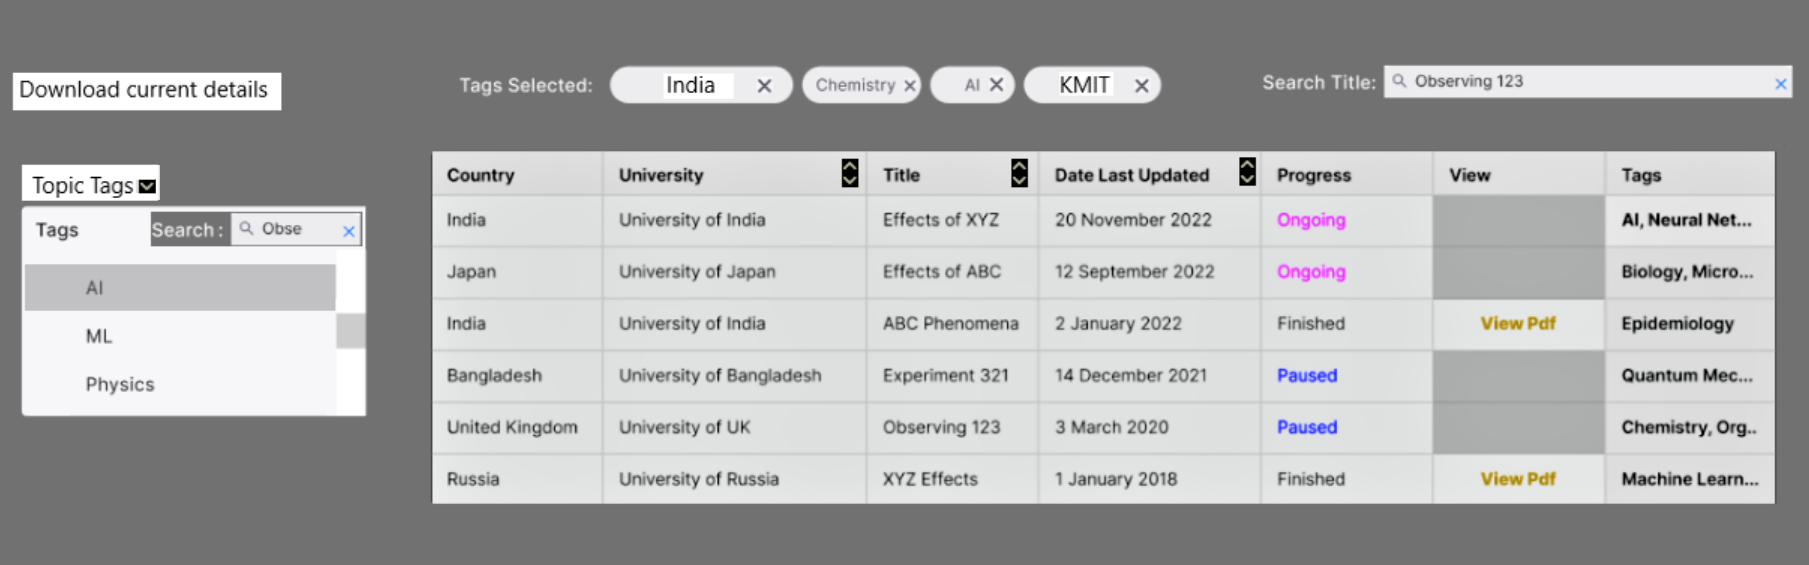 Download current details
Tags Selected: India Chemistry AI KMIT
Search Title: Observing 123
Topic Tags
Tags Search : Obse
AI
ML
Physics
Country University Title Date Last Updated Progress View Tags
India University of India Effects of XYZ 20 November 2022 Ongoing AI, Neural Net...
Japan University of Japan Effects of ABC 12 September 2022 Ongoing Biology, Micro...
India University of India ABC Phenomena 2 January 2022 Finished View Pdf Epidemiology
Bangladesh University of Bangladesh Experiment 321 14 December 2021 Paused Quantum Mec...
United Kingdom University of UK Observing 123 3 March 2020 Paused Chemistry, Org..
Russia University of Russia XYZ Effects 1 January 2018 Finished View Pdf Machine Learn...